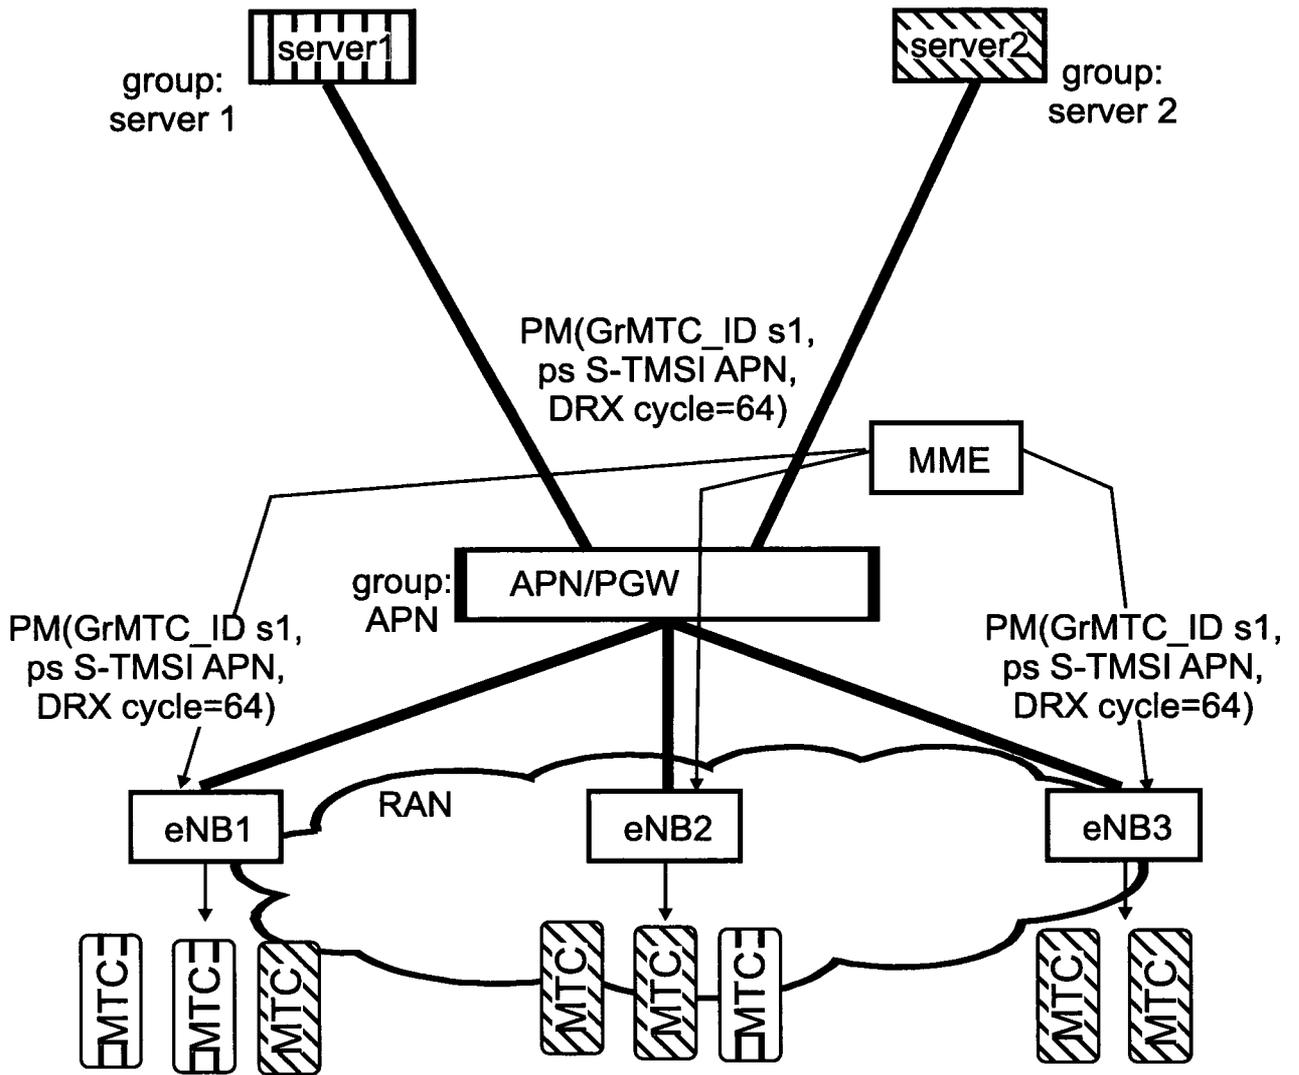 server1
server2
group:
server 1
group:
server 2
PM(GrMTC_ID s1,
ps S-TMSI APN,
DRX cycle=64)
MME
group:
APN
APN/PGW
PM(GrMTC_ID s1,
ps S-TMSI APN,
DRX cycle=64)
PM(GrMTC_ID s1,
ps S-TMSI APN,
DRX cycle=64)
RAN
eNB1
eNB2
eNB3
MTC
MTC
MTC
MTC
MTC
MTC
MTC
MTC